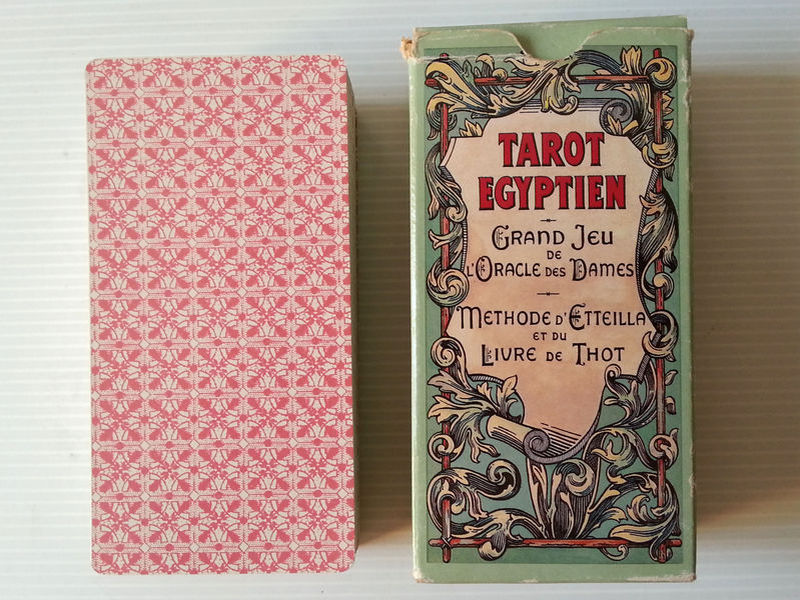 TAROT
EGYPTIEN
GRAND JEU
DE
L'ORACLE DES DAMES
METHODE D'ETTEILLA
ET DU
LIVRE DE THOT